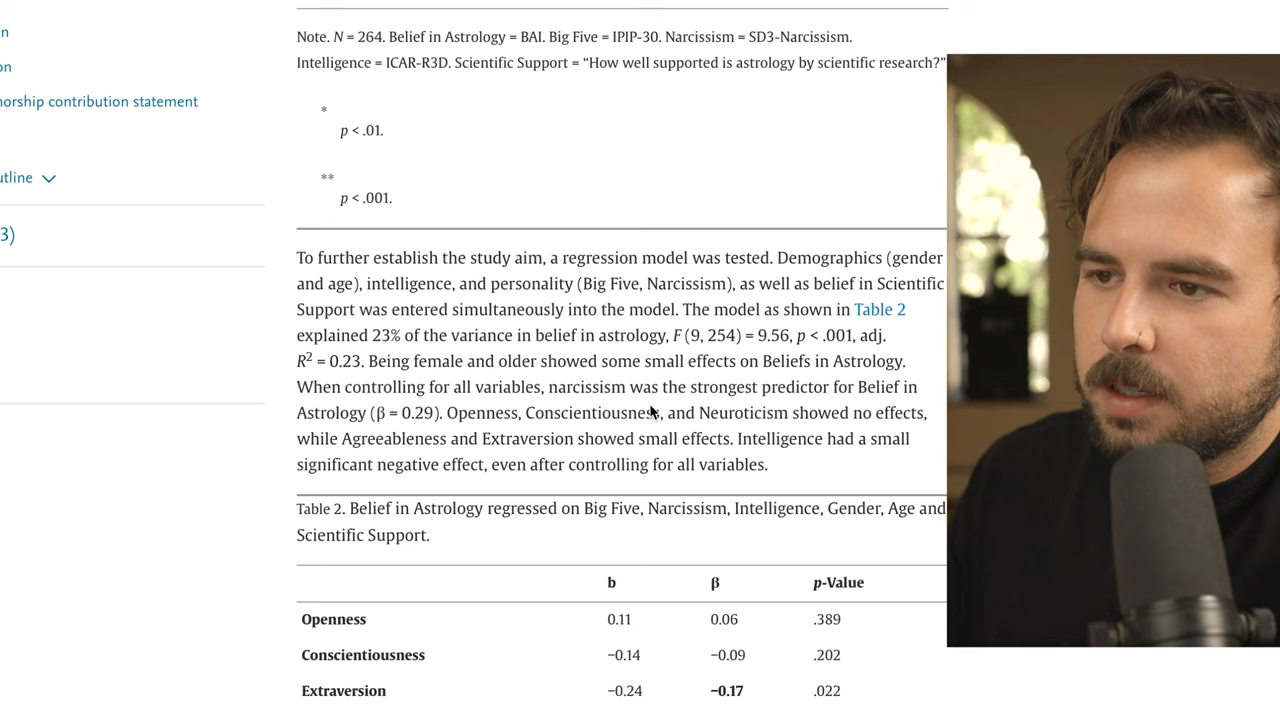 Note. N = 264. Belief in Astrology = BAI. Big Five = IPIP-30. Narcissism = SD3-Narcissism.
Intelligence = ICAR-R3D. Scientific Support = “How well supported is astrology by scientific research?”
*
p < .01.
**
p < .001.
n
on
norship contribution statement
utline
3)
To further establish the study aim, a regression model was tested. Demographics (gender
and age), intelligence, and personality (Big Five, Narcissism), as well as belief in Scientific
Support was entered simultaneously into the model. The model as shown in Table 2
explained 23% of the variance in belief in astrology, F (9, 254) = 9.56, p < .001, adj.
R² = 0.23. Being female and older showed some small effects on Beliefs in Astrology.
When controlling for all variables, narcissism was the strongest predictor for Belief in
Astrology (β = 0.29). Openness, Conscientiousness, and Neuroticism showed no effects,
while Agreeableness and Extraversion showed small effects. Intelligence had a small
significant negative effect, even after controlling for all variables.
Table 2. Belief in Astrology regressed on Big Five, Narcissism, Intelligence, Gender, Age and
Scientific Support.
b β p-Value
Openness 0.11 0.06 .389
Conscientiousness −0.14 −0.09 .202
Extraversion −0.24 −0.17 .022